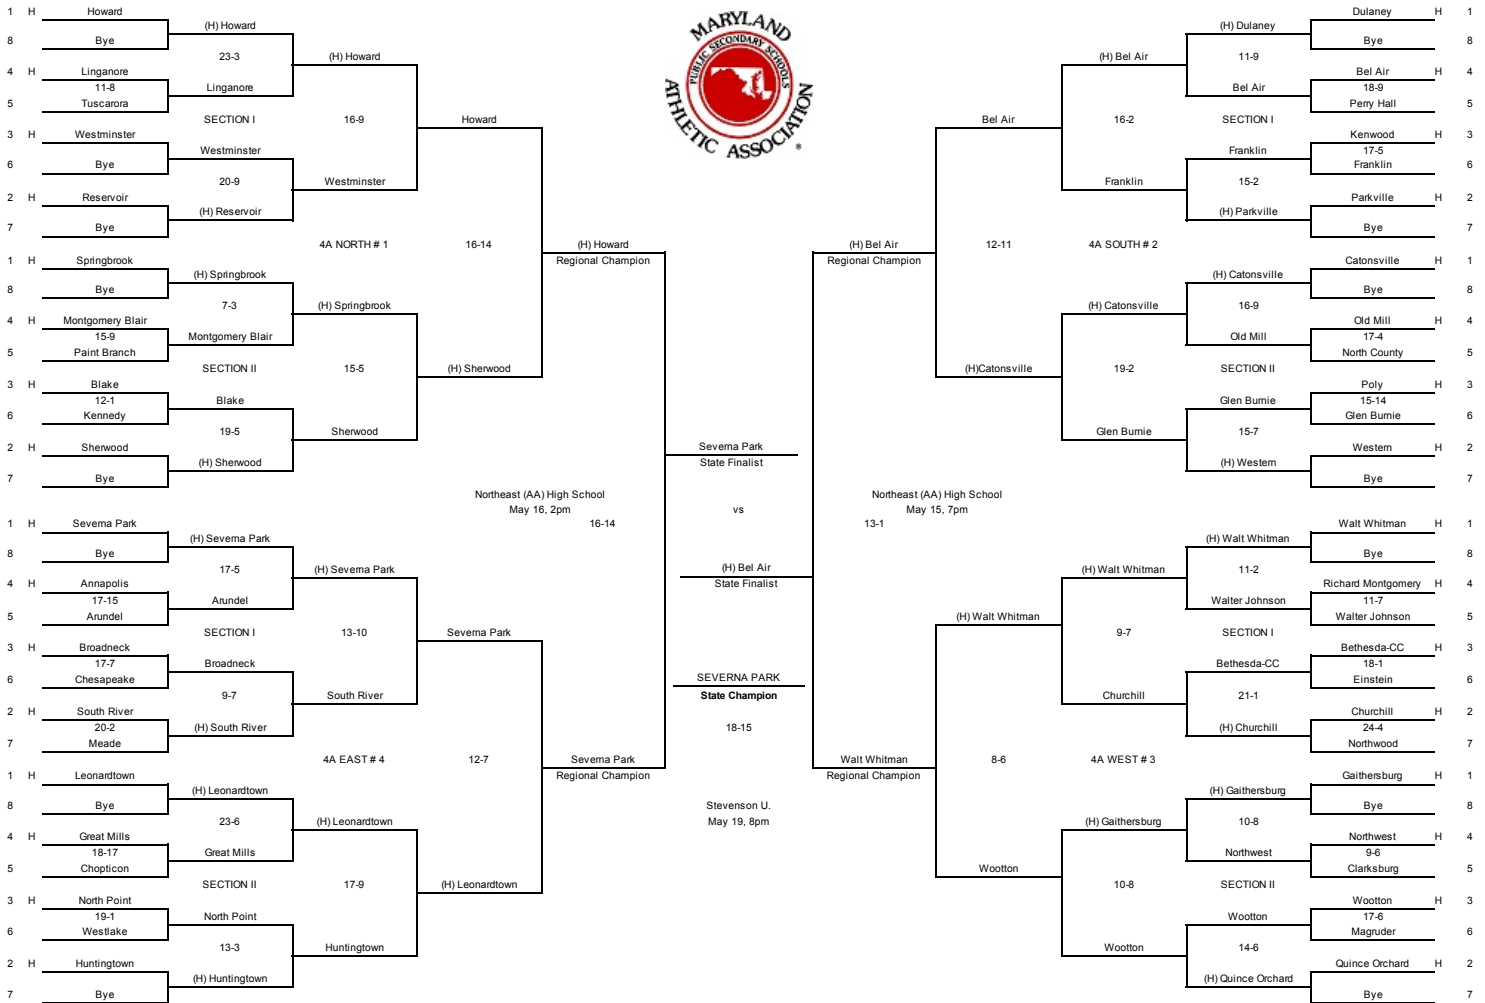 MARYLAND
PUBLIC SECONDARY SCHOOLS
ATHLETIC ASSOCIATION
®
1 H Howard
(H) Howard
8 Bye
23-3
(H) Howard
4 H Linganore
11-8
Linganore
5 Tuscarora
SECTION I
16-9
Howard
3 H Westminster
Westminster
6 Bye
20-9
Westminster
2 H Reservoir
(H) Reservoir
7 Bye
4A NORTH # 1
16-14
(H) Howard
Regional Champion
1 H Springbrook
(H) Springbrook
8 Bye
7-3
(H) Springbrook
4 H Montgomery Blair
15-9
Montgomery Blair
5 Paint Branch
SECTION II
15-5
(H) Sherwood
3 H Blake
12-1
Blake
6 Kennedy
19-5
Sherwood
2 H Sherwood
(H) Sherwood
7 Bye
Northeast (AA) High School
May 16, 2pm
16-14
1 H Severna Park
(H) Severna Park
8 Bye
17-5
(H) Severna Park
4 H Annapolis
17-15
Arundel
5 Arundel
SECTION I
13-10
Severna Park
3 H Broadneck
17-7
Broadneck
6 Chesapeake
9-7
South River
2 H South River
20-2
(H) South River
7 Meade
4A EAST # 4
12-7
Severna Park
Regional Champion
1 H Leonardtown
(H) Leonardtown
8 Bye
23-6
(H) Leonardtown
4 H Great Mills
18-17
Great Mills
5 Chopticon
SECTION II
17-9
(H) Leonardtown
3 H North Point
19-1
North Point
6 Westlake
13-3
Huntingtown
2 H Huntingtown
(H) Huntingtown
7 Bye
Severna Park
State Finalist
vs
(H) Bel Air
State Finalist
SEVERNA PARK
State Champion
18-15
Stevenson U.
May 19, 8pm
Dulaney H 1
(H) Dulaney
Bye 8
11-9
(H) Bel Air
Bel Air H 4
18-9
Bel Air
Perry Hall 5
SECTION I
16-2
Bel Air
Kenwood H 3
17-5
Franklin
Franklin 6
15-2
Franklin
Parkville H 2
(H) Parkville
Bye 7
4A SOUTH # 2
12-11
(H) Bel Air
Regional Champion
Catonsville H 1
(H) Catonsville
Bye 8
16-9
(H) Catonsville
Old Mill H 4
17-4
Old Mill
North County 5
SECTION II
19-2
(H)Catonsville
Poly H 3
15-14
Glen Burnie
Glen Burnie 6
15-7
Glen Burnie
Western H 2
(H) Western
Bye 7
Northeast (AA) High School
May 15, 7pm
13-1
Walt Whitman H 1
(H) Walt Whitman
Bye 8
11-2
(H) Walt Whitman
Richard Montgomery H 4
11-7
Walter Johnson
Walter Johnson 5
SECTION I
9-7
(H) Walt Whitman
Bethesda-CC H 3
18-1
Bethesda-CC
Einstein 6
21-1
Churchill
Churchill H 2
24-4
(H) Churchill
Northwood 7
4A WEST # 3
8-6
Walt Whitman
Regional Champion
Gaithersburg H 1
(H) Gaithersburg
Bye 8
10-8
(H) Gaithersburg
Northwest H 4
9-6
Northwest
Clarksburg 5
SECTION II
10-8
Wootton
Wootton H 3
17-6
Wootton
Magruder 6
14-6
Wootton
Quince Orchard H 2
(H) Quince Orchard
Bye 7